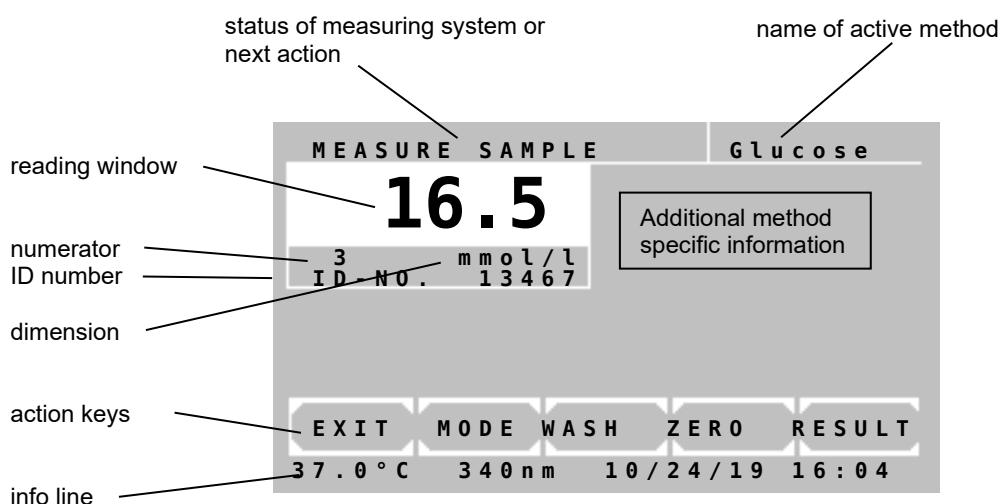 status of measuring system or
next action
name of active method
MEASURE SAMPLE
Glucose
reading window
16.5
Additional method
specific information
numerator
3 mmol/l
ID number
ID-NO. 13467
dimension
action keys
EXIT MODE WASH ZERO RESULT
37.0°C 340nm 10/24/19 16:04
info line